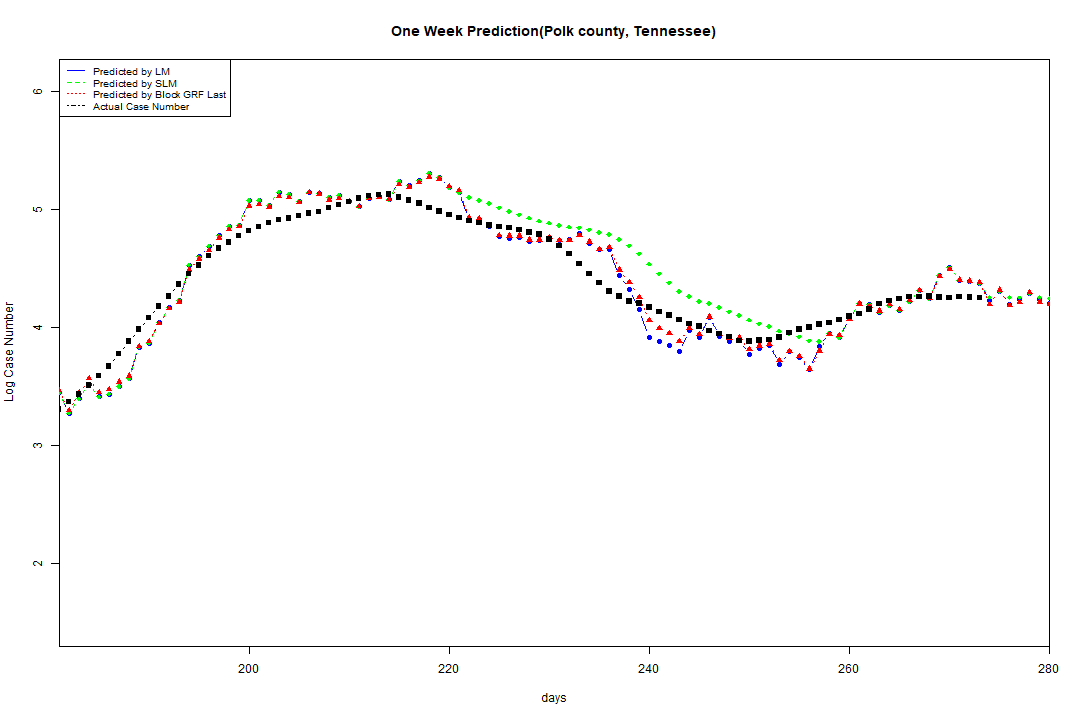 One Week Prediction(Polk county, Tennessee)
Predicted by LM
Predicted by SLM
Predicted by Block GRF Last
Actual Case Number
6
5
4
3
2
Log Case Number
200
220
240
260
280
days